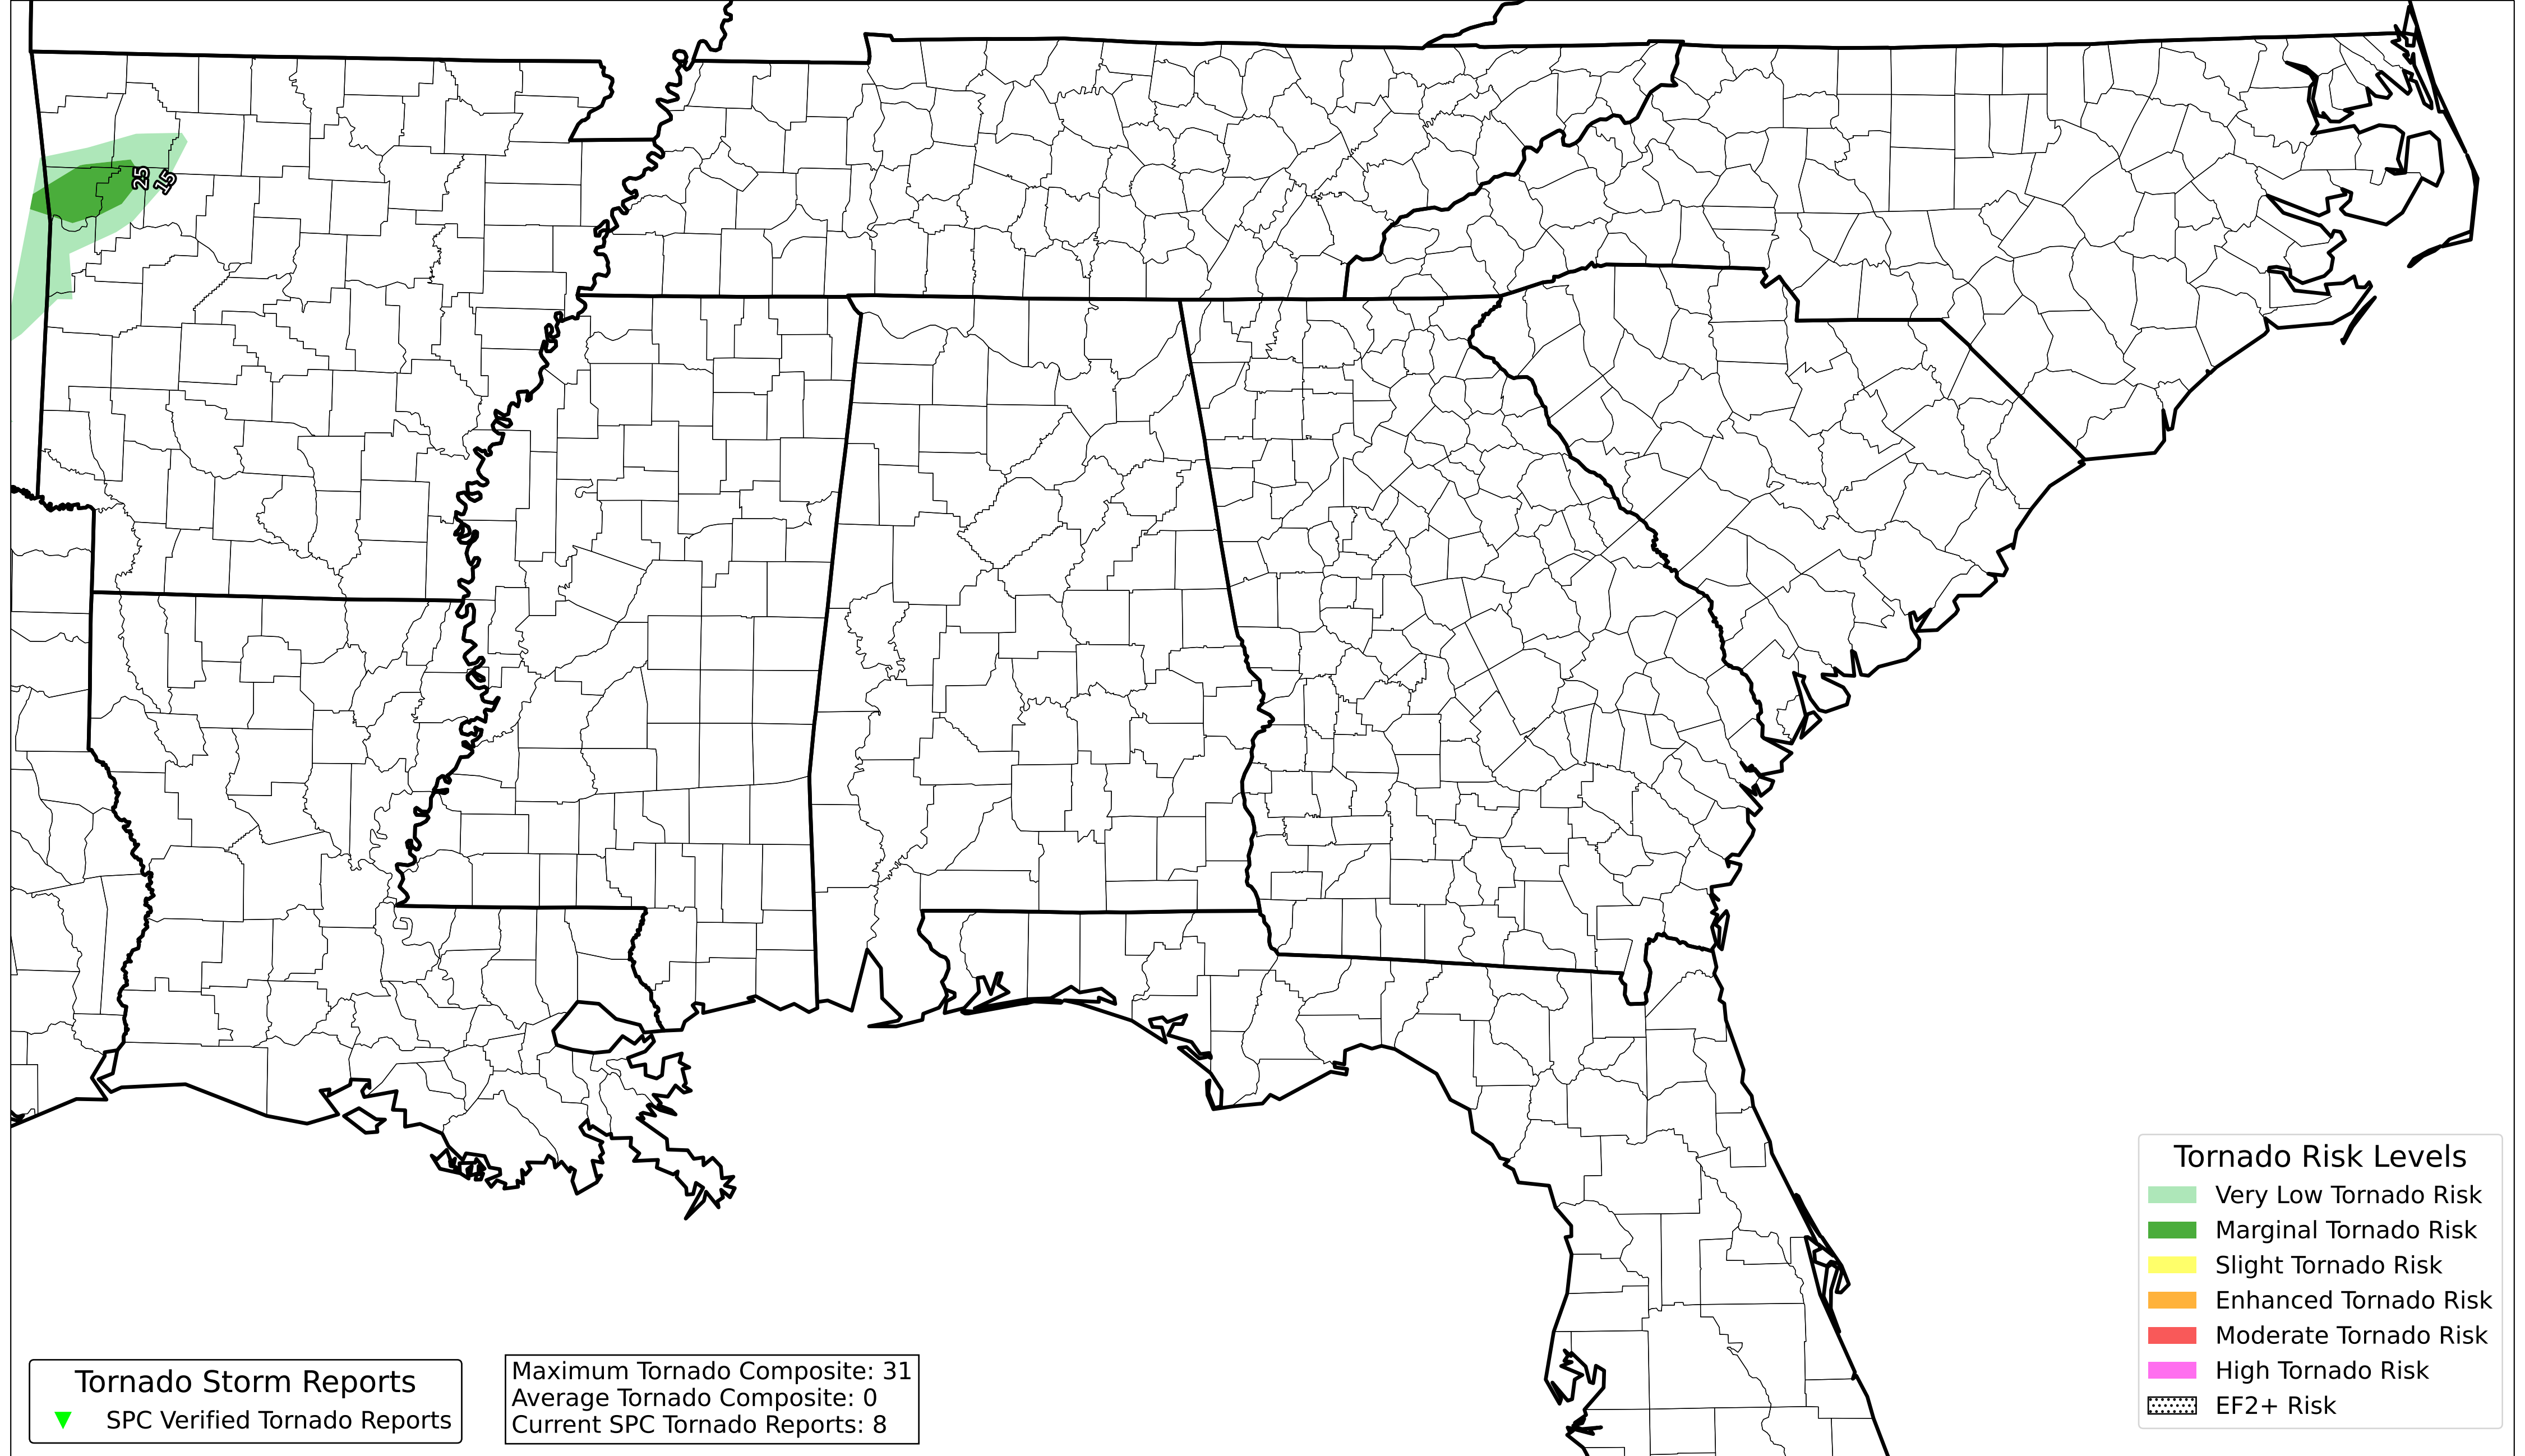 25
15
Tornado Risk Levels
Very Low Tornado Risk
Marginal Tornado Risk
Slight Tornado Risk
Enhanced Tornado Risk
Moderate Tornado Risk
High Tornado Risk
EF2+ Risk
Tornado Storm Reports
SPC Verified Tornado Reports
Maximum Tornado Composite: 31
Average Tornado Composite: 0
Current SPC Tornado Reports: 8